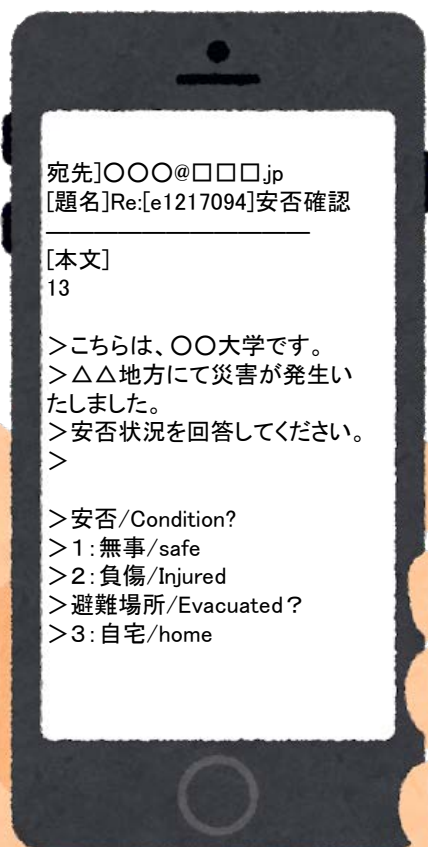 宛先]〇〇〇@□□□.jp
[題名]Re:[e1217094]安否確認
―――――――――――
[本文]
13
＞こちらは、〇〇大学です。
＞△△地方にて災害が発生い
たしました。
＞安否状況を回答してください。
＞
＞安否/Condition?
＞1：無事/safe
＞2：負傷/Injured
＞避難場所/Evacuated？
＞3：自宅/home